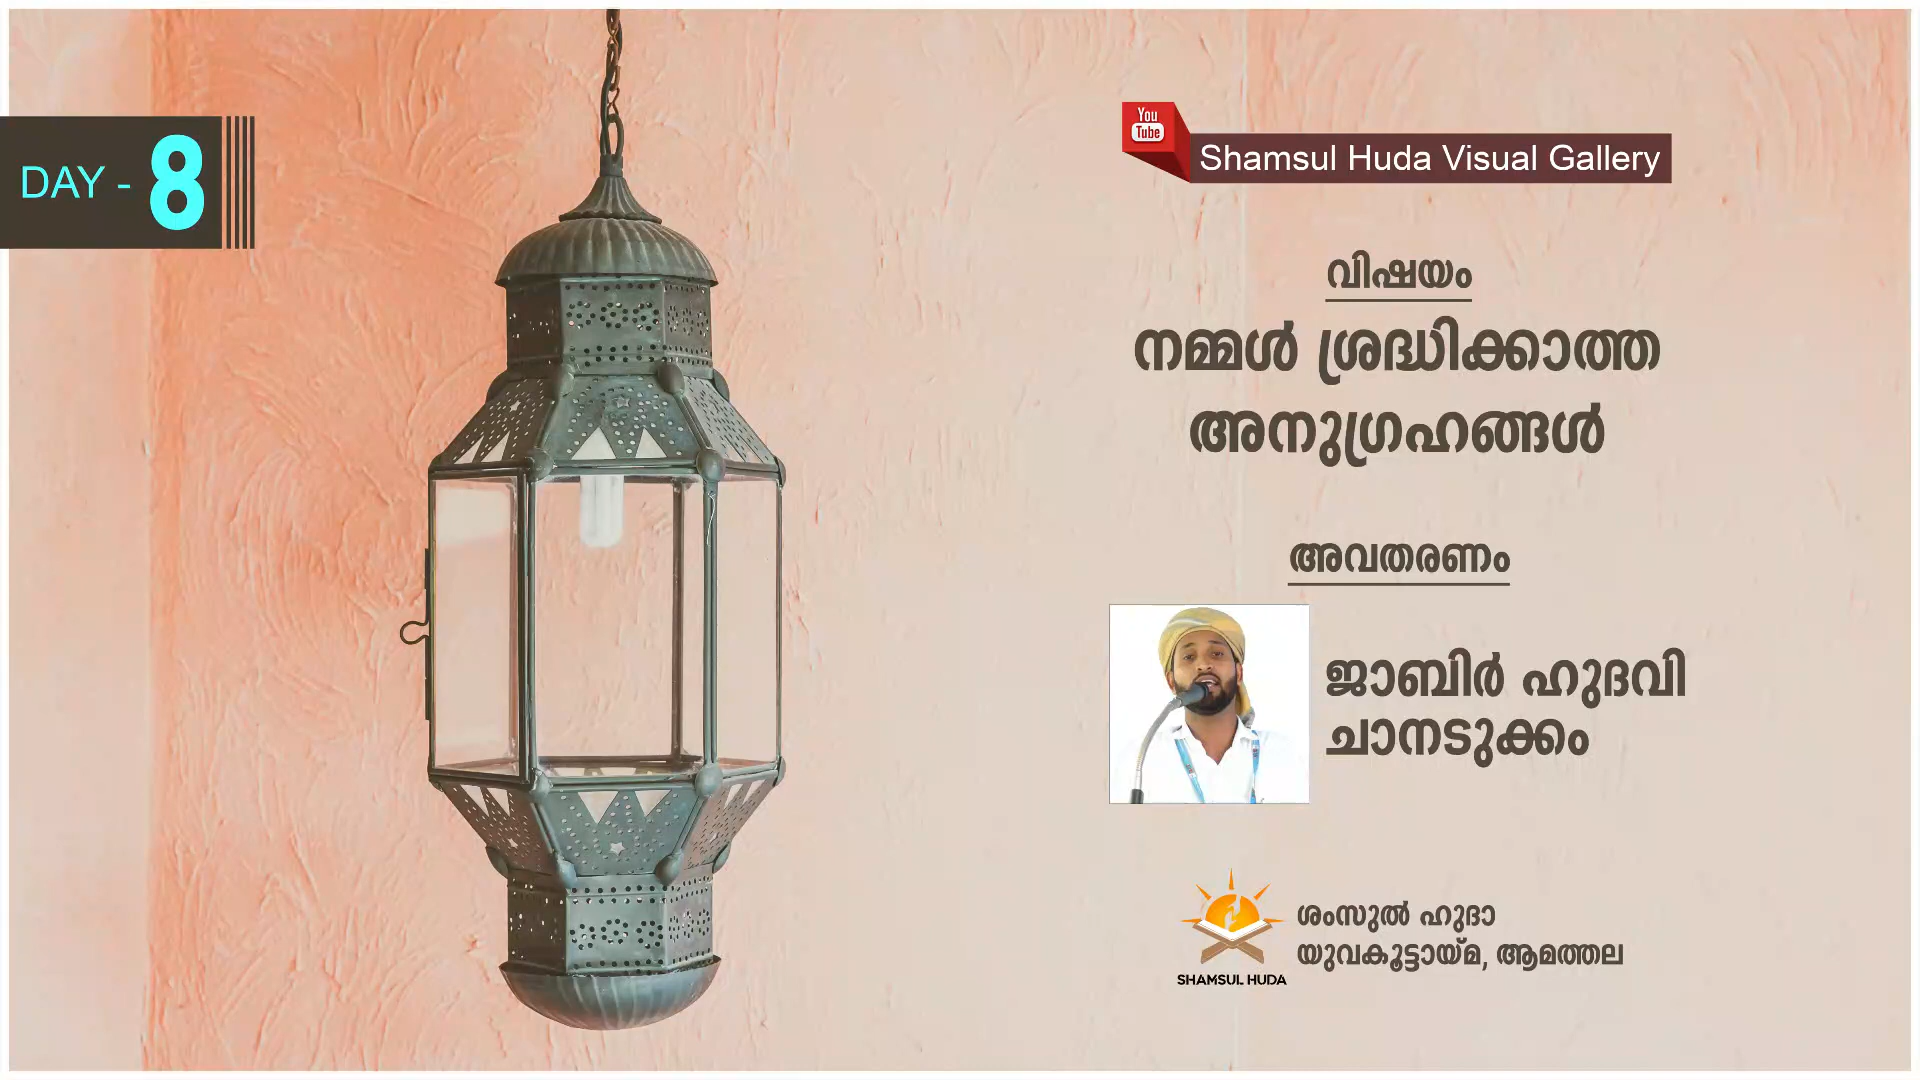 DAY - 8
You
Tube
Shamsul Huda Visual Gallery
വിഷയം
നമ്മൾ ശ്രദ്ധിക്കാത്ത
അനുഗ്രഹങ്ങൾ
അവതരണം
ജാബിർ ഹുദവി
ചാനടുക്കം
ശംസുൽ ഹുദാ
യുവകൂട്ടായ്മ, ആമത്തല
SHAMSUL HUDA